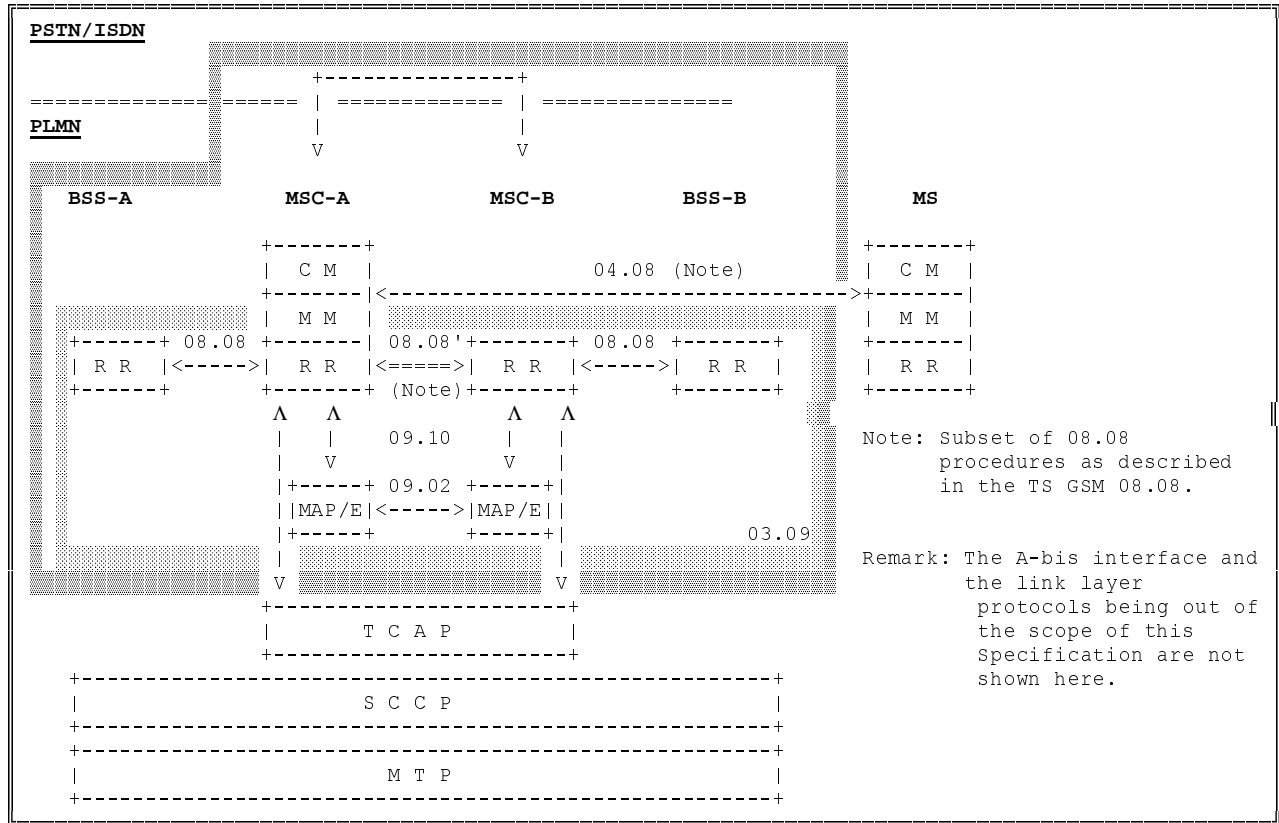 PSTN/ISDN
PLMN
BSS-A MSC-A MSC-B BSS-B MS
C M 04.08 (Note) C M
M M M M
08.08 08.08' 08.08
R R R R R R R R R R
(Note)
09.10
09.02
MAP/E MAP/E
03.09
T C A P
S C C P
M T P
Note: Subset of 08.08
procedures as described
in the TS GSM 08.08.
Remark: The A-bis interface and
the link layer
protocols being out of
the scope of this
Specification are not
shown here.